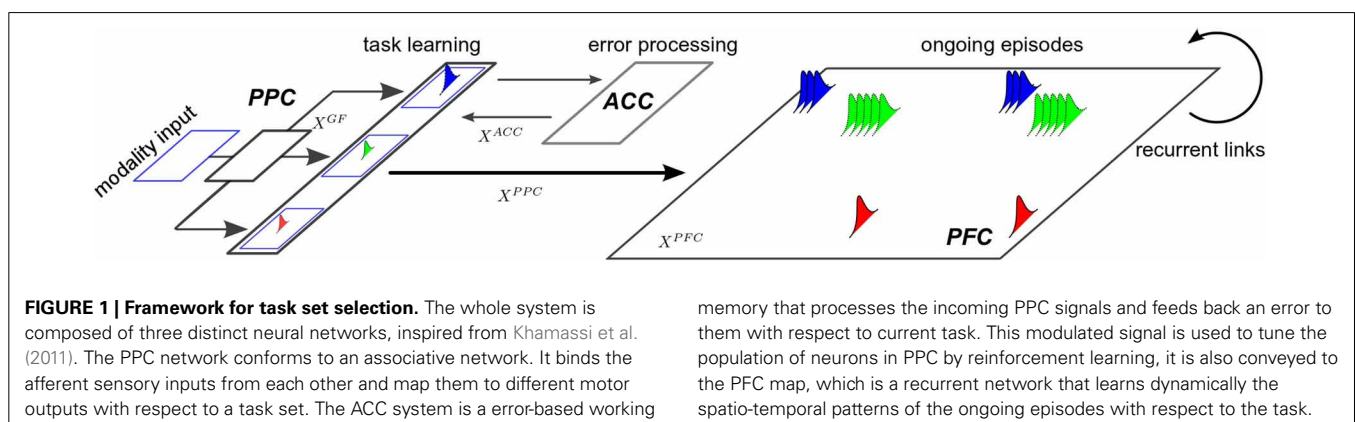 task learning
error processing
ongoing episodes
modality input
PPC
X^{GF}
ACC
X^{ACC}
recurrent links
X^{PPC}
X^{PFC}
PFC
FIGURE 1 | Framework for task set selection. The whole system is
composed of three distinct neural networks, inspired from Khamassi et al.
(2011). The PPC network conforms to an associative network. It binds the
afferent sensory inputs from each other and map them to different motor
outputs with respect to a task set. The ACC system is a error-based working
memory that processes the incoming PPC signals and feeds back an error to
them with respect to current task. This modulated signal is used to tune the
population of neurons in PPC by reinforcement learning, it is also conveyed to
the PFC map, which is a recurrent network that learns dynamically the
spatio-temporal patterns of the ongoing episodes with respect to the task.